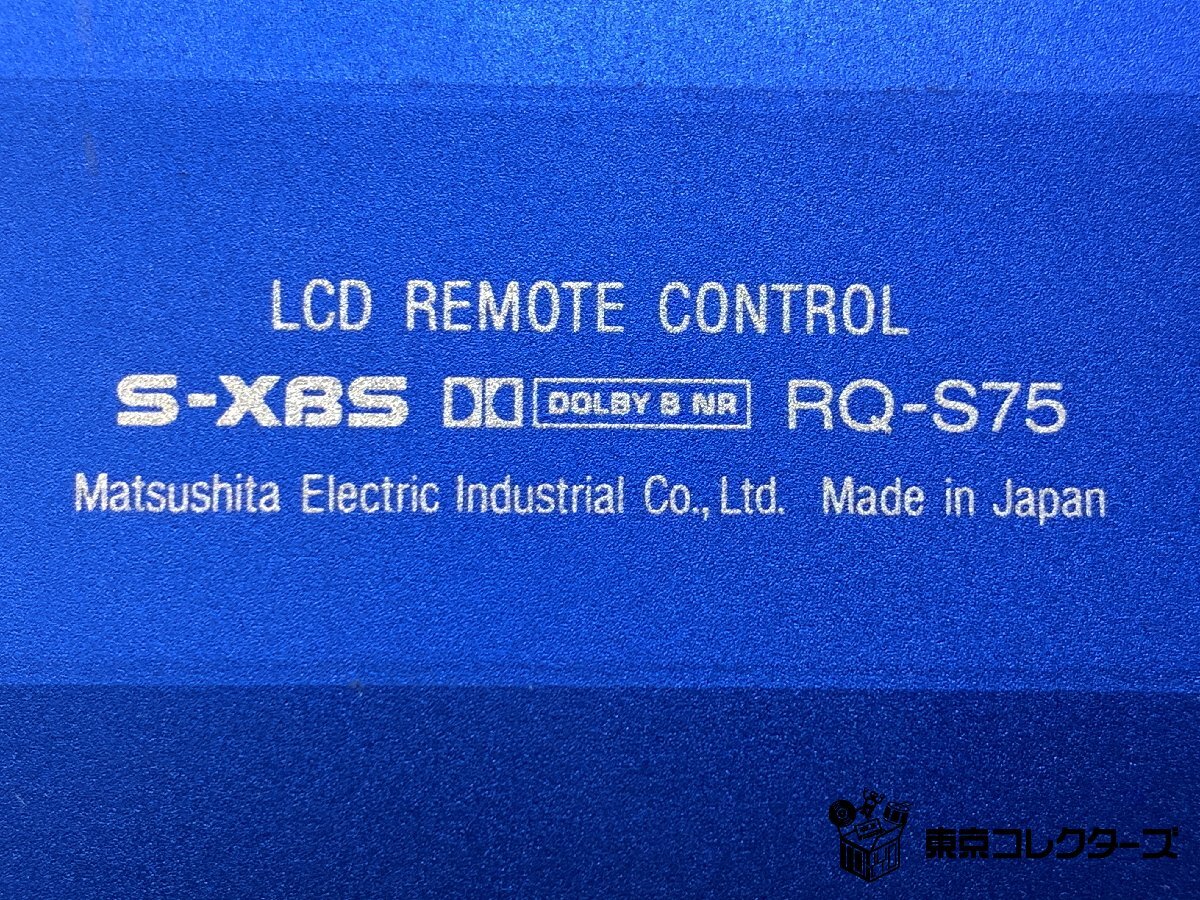 LCD REMOTE CONTROL
S-XBS DOLBY B NR RQ-S75
Matsushita Electric Industrial Co., Ltd. Made in Japan
東京コレクターズ